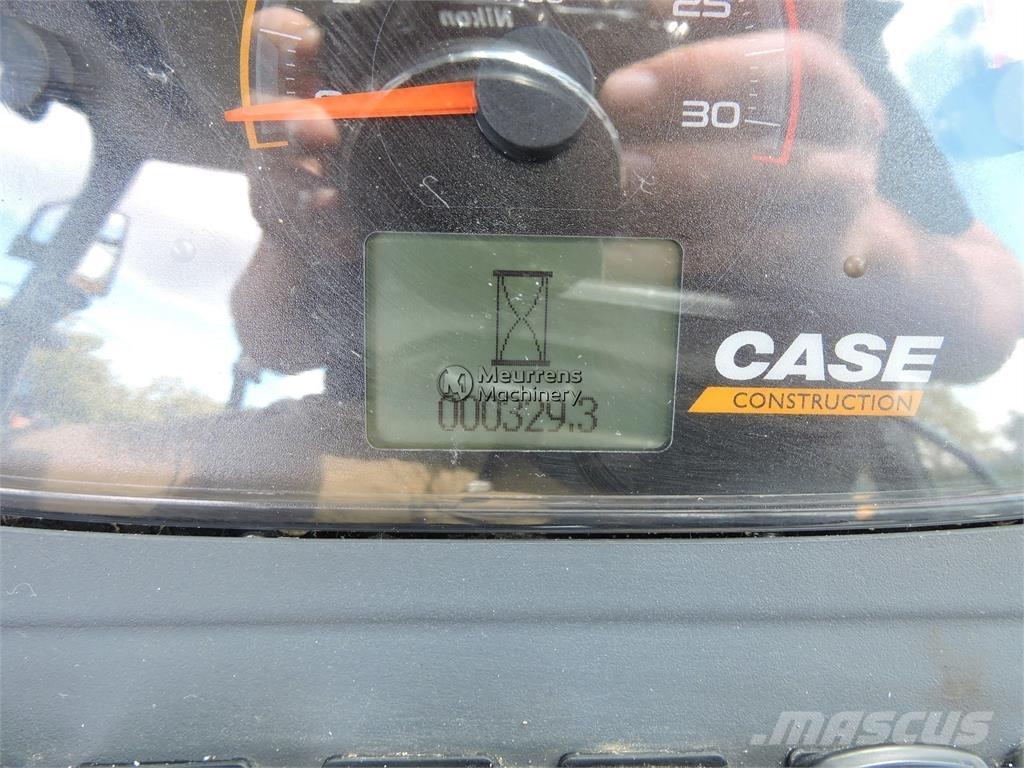 Nikon
25
30
Meurrens
Machinery
000329.3
CASE
CONSTRUCTION
MASCUS